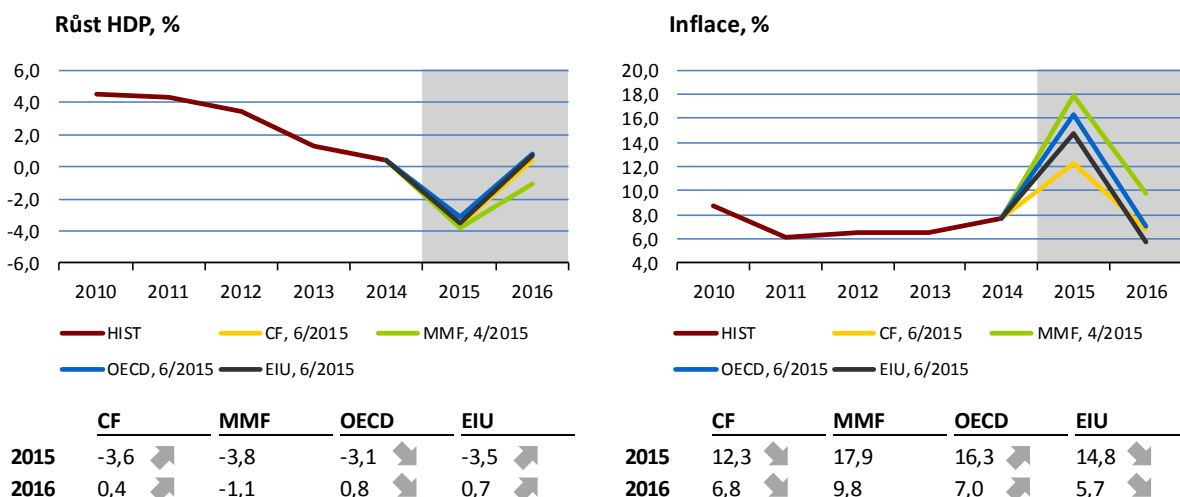 Růst HDP, %
6,0
4,0
2,0
0,0
-2,0
-4,0
-6,0
2010 2011 2012 2013 2014 2015 2016
HIST CF, 6/2015 MMF, 4/2015
OECD, 6/2015 EIU, 6/2015
CF MMF OECD EIU
2015 -3,6 -3,8 -3,1 -3,5
2016 0,4 -1,1 0,8 0,7
Inflace, %
20,0
18,0
16,0
14,0
12,0
10,0
8,0
6,0
4,0
2010 2011 2012 2013 2014 2015 2016
HIST CF, 6/2015 MMF, 4/2015
OECD, 6/2015 EIU, 6/2015
CF MMF OECD EIU
2015 12,3 17,9 16,3 14,8
2016 6,8 9,8 7,0 5,7